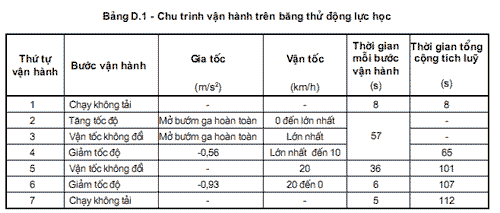 Bảng D.1 - Chu trình vận hành trên băng thử động lực học
Thứ tự vận hành | Bước vận hành | Gia tốc (m/s²) | Vận tốc (km/h) | Thời gian mỗi bước vận hành (s) | Thời gian tổng cộng tích luỹ (s)
1 | Chạy không tải | - | - | 8 | 8
2 | Tăng tốc độ | Mở bướm ga hoàn toàn | 0 đến lớn nhất | 57 | -
3 | Vận tốc không đổi | Mở bướm ga hoàn toàn | Lớn nhất | -
4 | Giảm tốc độ | -0,56 | Lớn nhất đến 10 | 65
5 | Vận tốc không đổi | - | 20 | 36 | 101
6 | Giảm tốc độ | -0,93 | 20 đến 0 | 6 | 107
7 | Chạy không tải | - | - | 5 | 112